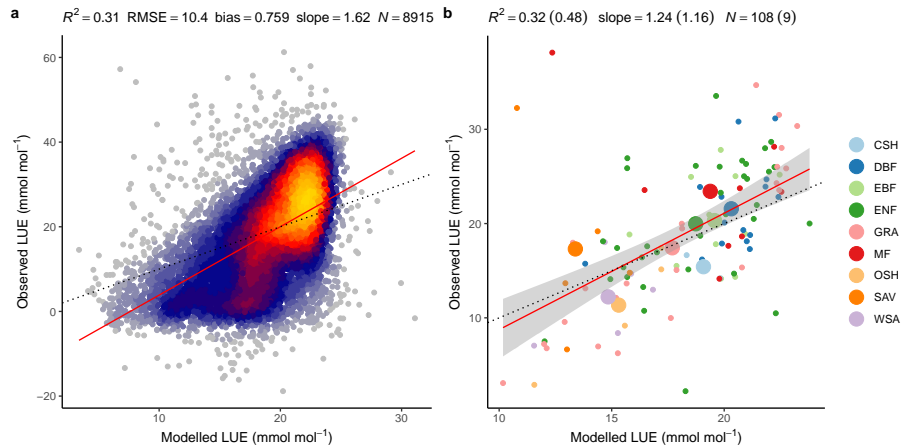 a
R² = 0.31 RMSE = 10.4 bias = 0.759 slope = 1.62 N = 8915
Observed LUE (mmol mol⁻¹)
60
40
20
0
−20
10
20
30
Modelled LUE (mmol mol⁻¹)
b
R² = 0.32 (0.48) slope = 1.24 (1.16) N = 108 (9)
Observed LUE (mmol mol⁻¹)
30
20
10
10
15
20
Modelled LUE (mmol mol⁻¹)
CSH
DBF
EBF
ENF
GRA
MF
OSH
SAV
WSA